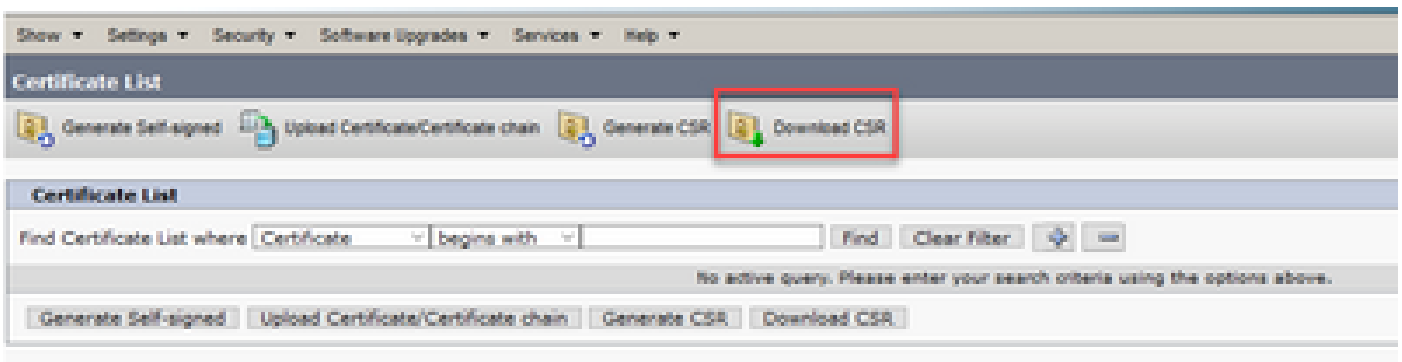 Show Settings Security Software Upgrades Services Help
Certificate List
Generate Self-signed Upload Certificate/Certificate chain Generate CSR Download CSR
Certificate List
Find Certificate List where Certificate begins with Find Clear Filter
No active query. Please enter your search criteria using the options above.
Generate Self-signed Upload Certificate/Certificate chain Generate CSR Download CSR